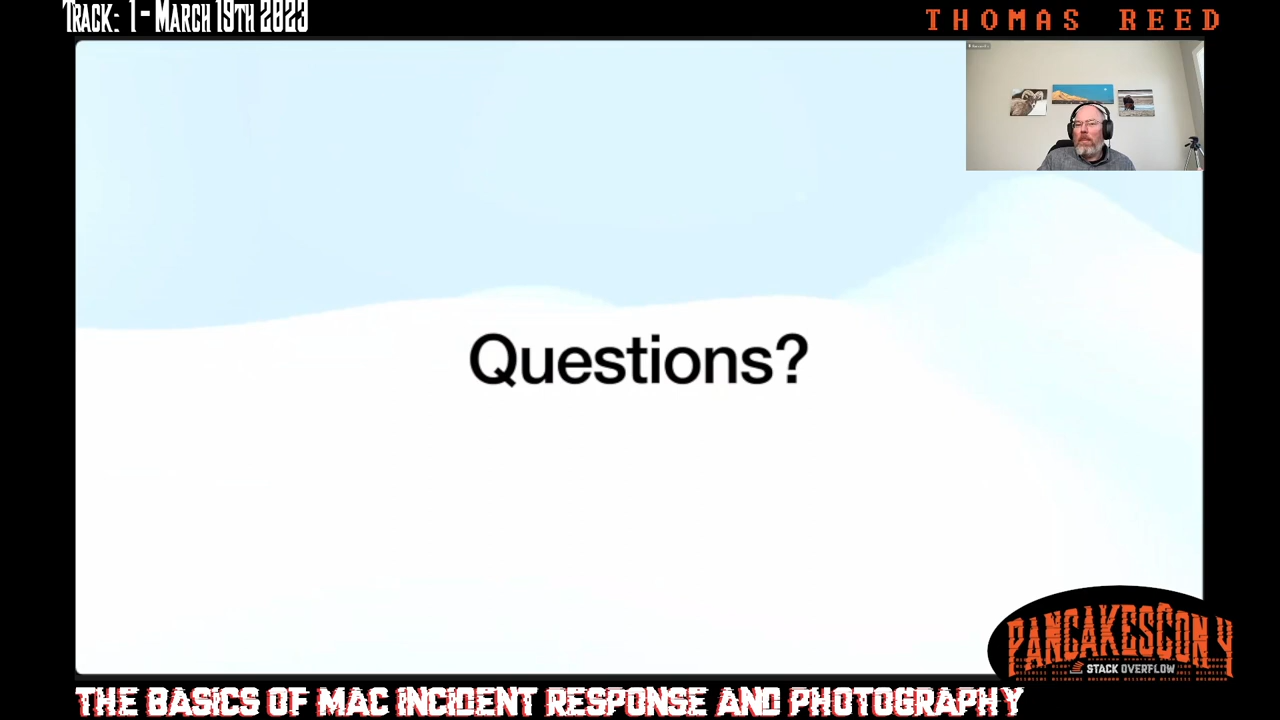 TRACK: 1 - MARCH 19TH 2023
THOMAS REED
Questions?
PANCAKESCON 4
STACK OVERFLOW
THE BASICS OF MAC INCIDENT RESPONSE AND PHOTOGRAPHY